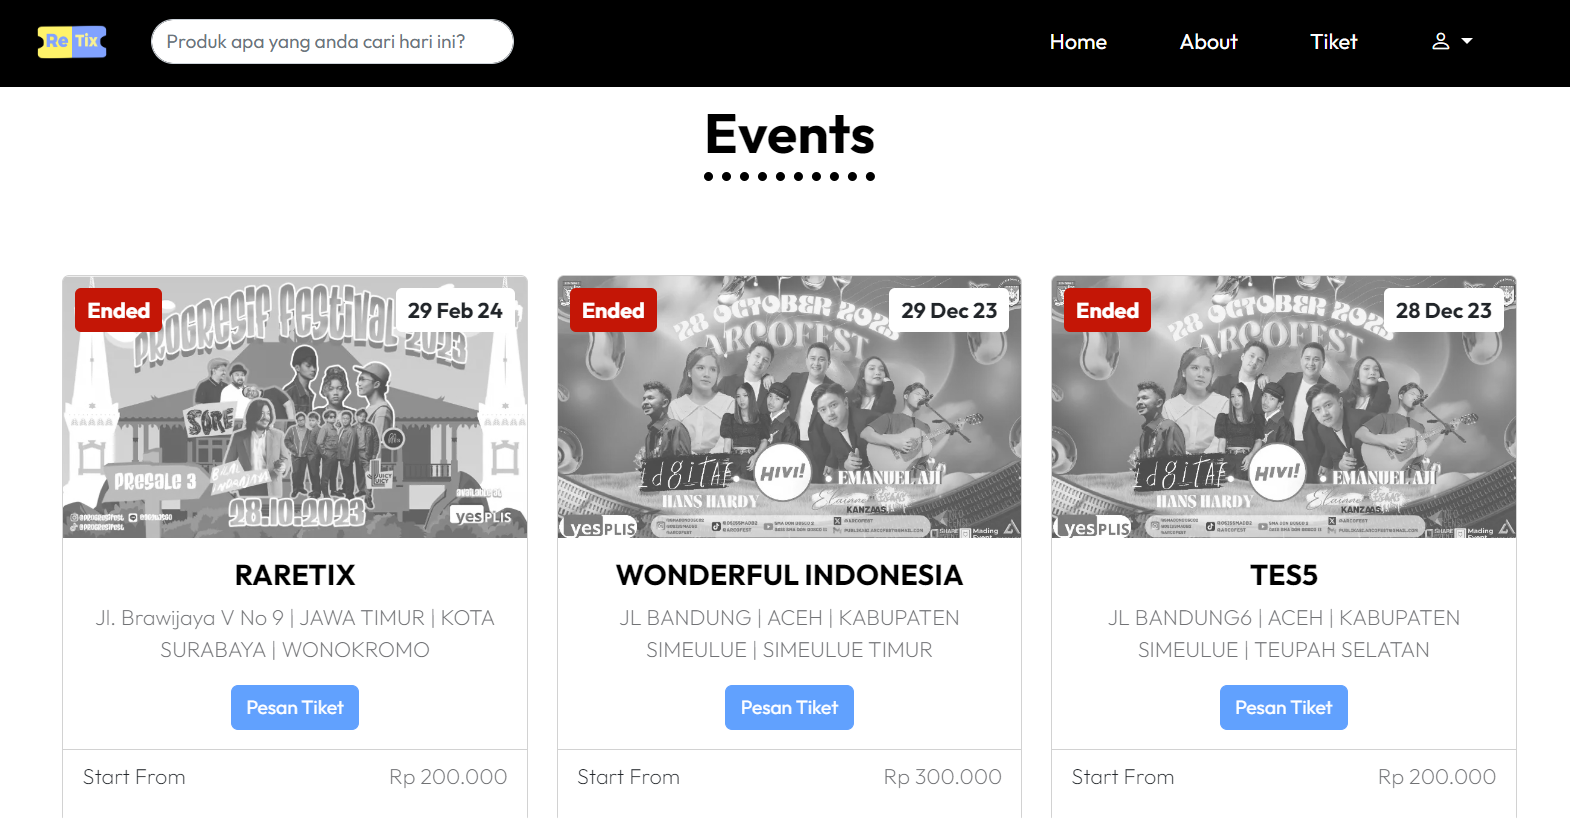 Re Tix
Produk apa yang anda cari hari ini?
Home
About
Tiket
Events
Ended
29 Feb 24
PROGRESIF FESTIVAL 2023
SORE
PRESALE 3
28.10.2023
yesPLIS
RARETIX
Jl. Brawijaya V No 9 | JAWA TIMUR | KOTA
SURABAYA | WONOKROMO
Pesan Tiket
Start From
Rp 200.000
Ended
29 Dec 23
28 OCTOBER 202
ARCOFEST
HIVI!
EMANUEL AJI
HANS HARDY
KANZAAS
yesPLIS
WONDERFUL INDONESIA
JL BANDUNG | ACEH | KABUPATEN
SIMEULUE | SIMEULUE TIMUR
Pesan Tiket
Start From
Rp 300.000
Ended
28 Dec 23
28 OCTOBER 202
ARCOFEST
HIVI!
EMANUEL AJI
HANS HARDY
KANZAAS
yesPLIS
TES5
JL BANDUNG6 | ACEH | KABUPATEN
SIMEULUE | TEUPAH SELATAN
Pesan Tiket
Start From
Rp 200.000